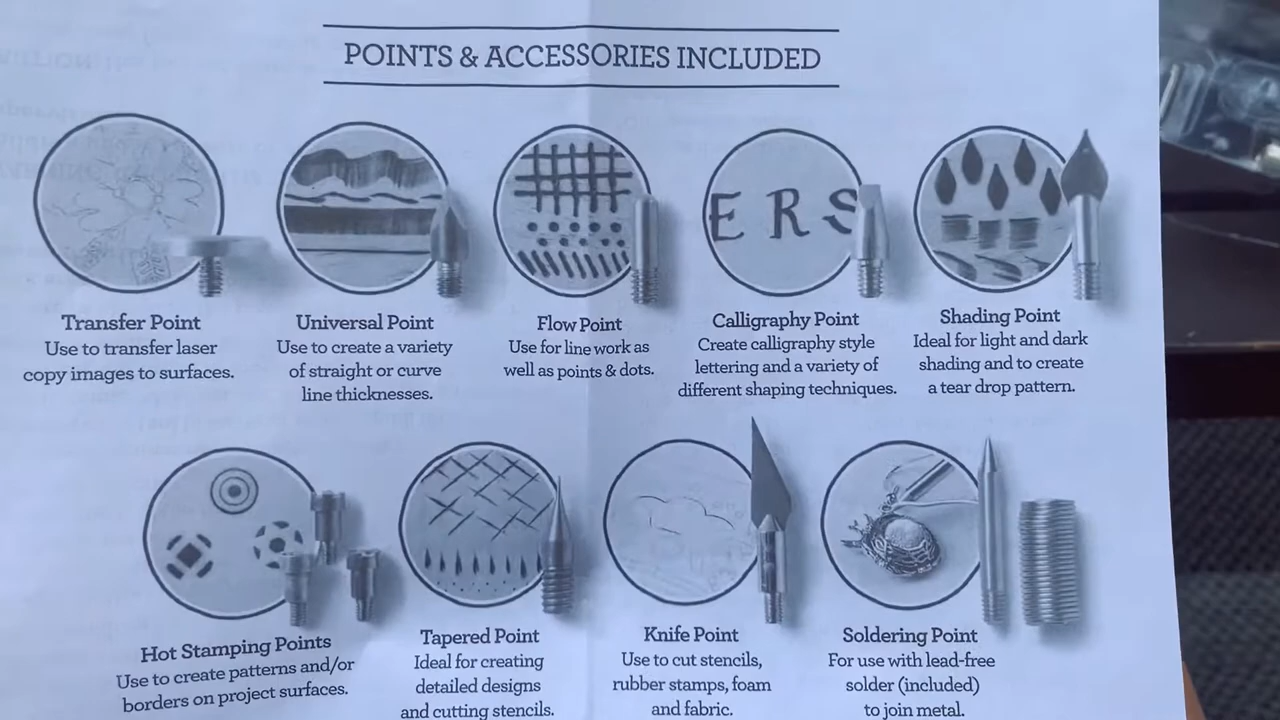 POINTS & ACCESSORIES INCLUDED
E R S
Transfer Point
Use to transfer laser
copy images to surfaces.
Universal Point
Use to create a variety
of straight or curve
line thicknesses.
Flow Point
Use for line work as
well as points & dots.
Calligraphy Point
Create calligraphy style
lettering and a variety of
different shaping techniques.
Shading Point
Ideal for light and dark
shading and to create
a tear drop pattern.
Hot Stamping Points
Use to create patterns and/or
borders on project surfaces.
Tapered Point
Ideal for creating
detailed designs
and cutting stencils.
Knife Point
Use to cut stencils,
rubber stamps, foam
and fabric.
Soldering Point
For use with lead-free
solder (included)
to join metal.